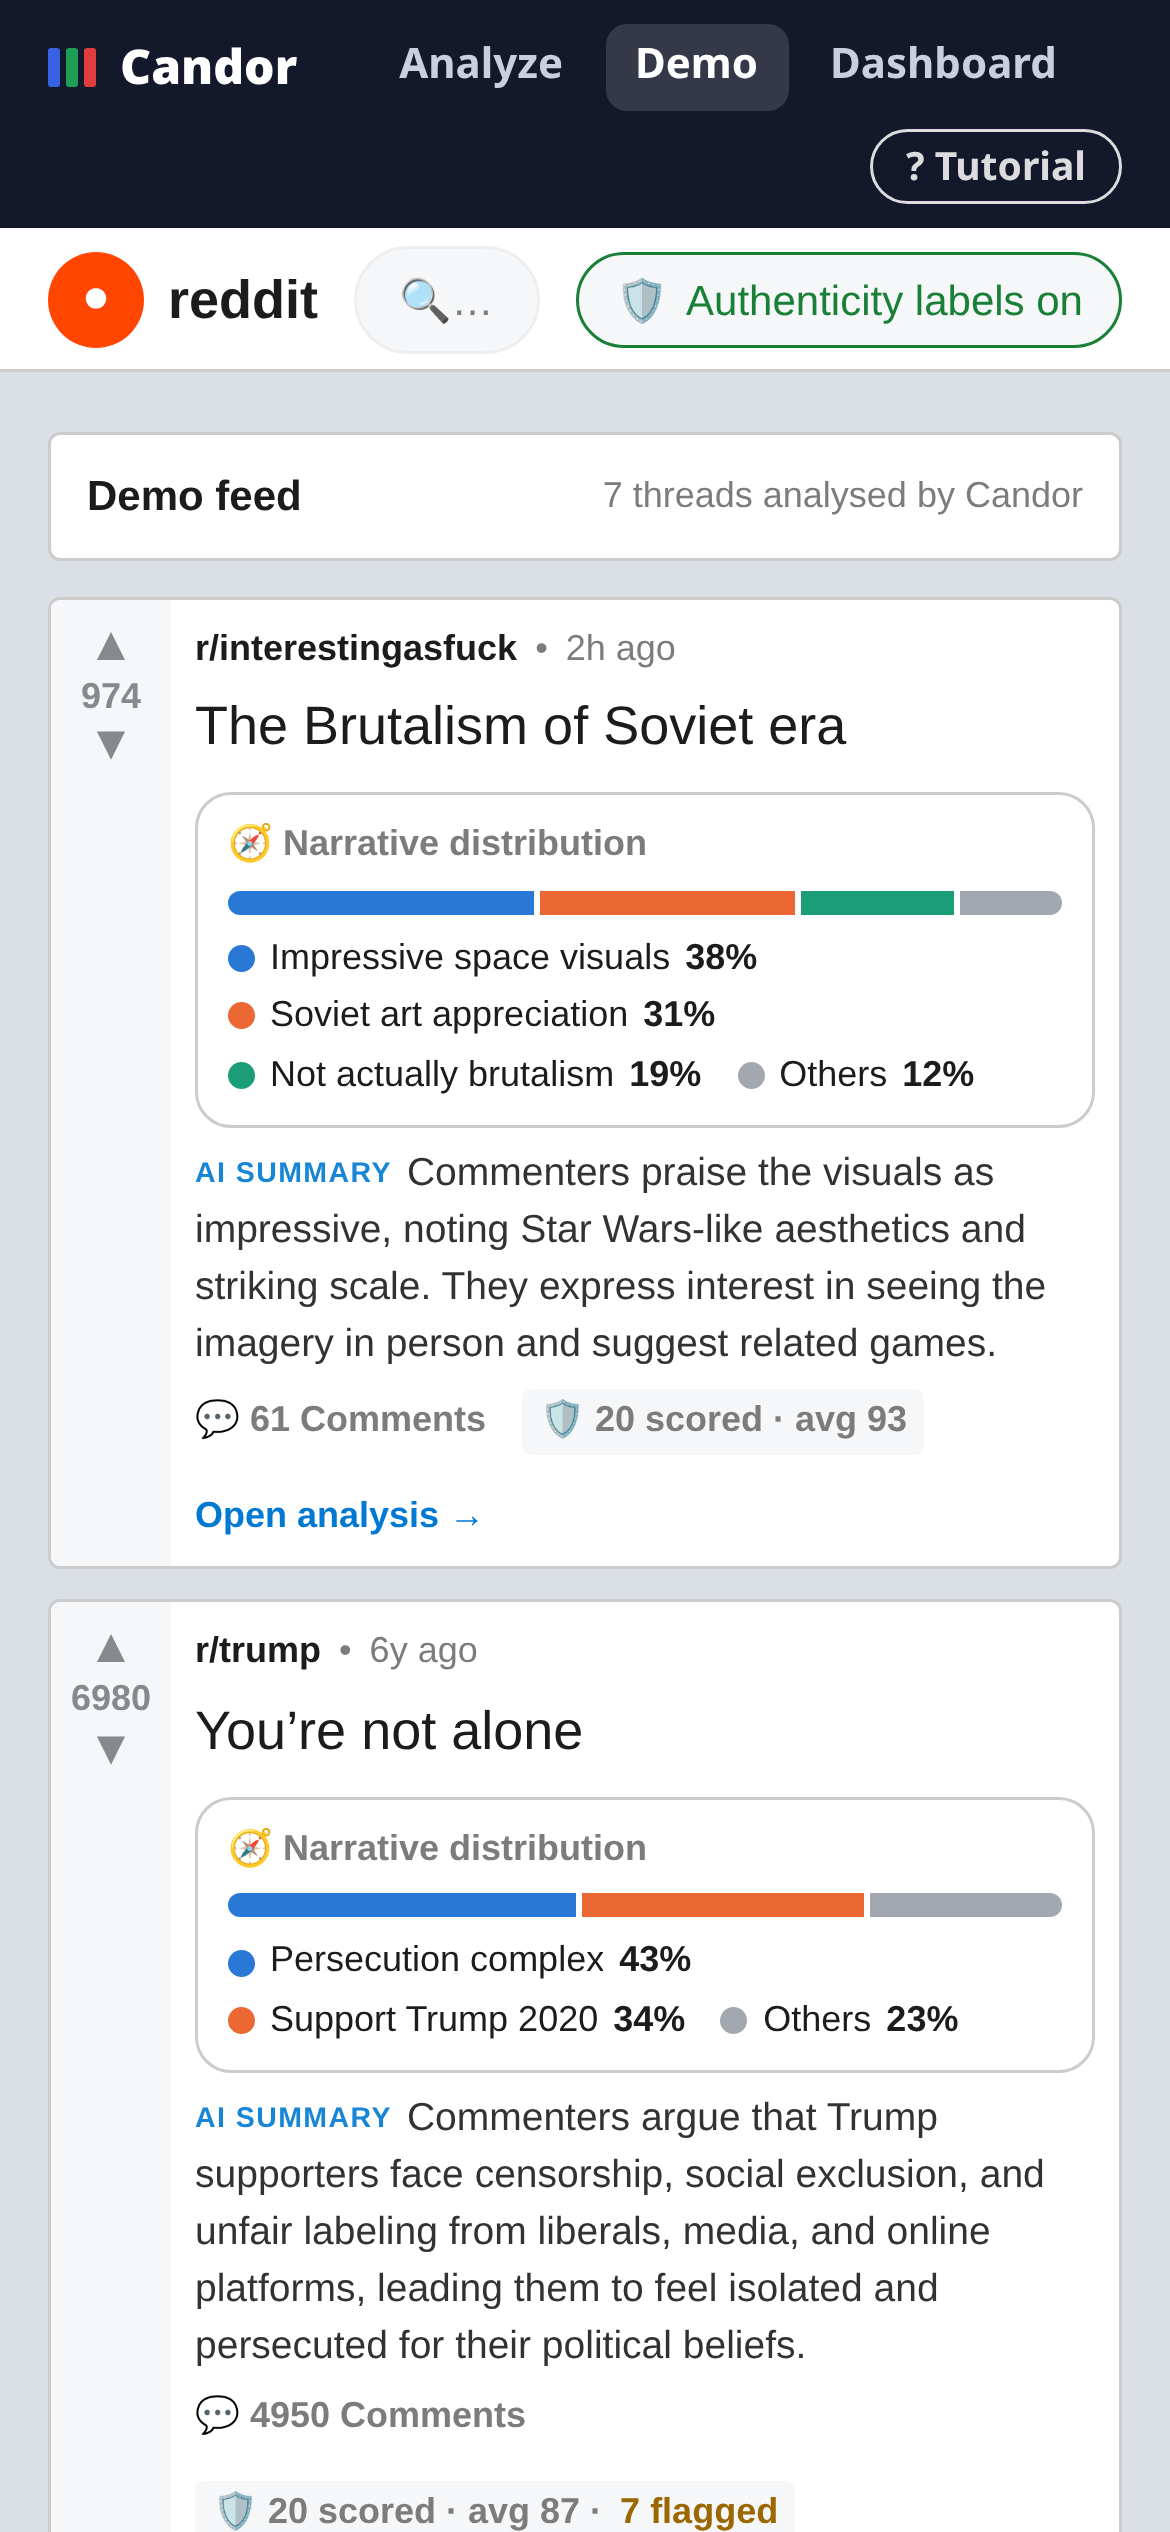 Candor Analyze Demo Dashboard
? Tutorial
reddit 🔍... 🛡️ Authenticity labels on
Demo feed 7 threads analysed by Candor
▲
974
▼
r/interestingasfuck • 2h ago
The Brutalism of Soviet era
🧭 Narrative distribution
Impressive space visuals 38%
Soviet art appreciation 31%
Not actually brutalism 19% Others 12%
AI SUMMARY Commenters praise the visuals as
impressive, noting Star Wars-like aesthetics and
striking scale. They express interest in seeing the
imagery in person and suggest related games.
💬 61 Comments 🛡️ 20 scored · avg 93
Open analysis →
▲
6980
▼
r/trump • 6y ago
You’re not alone
🧭 Narrative distribution
Persecution complex 43%
Support Trump 2020 34% Others 23%
AI SUMMARY Commenters argue that Trump
supporters face censorship, social exclusion, and
unfair labeling from liberals, media, and online
platforms, leading them to feel isolated and
persecuted for their political beliefs.
💬 4950 Comments
🛡️ 20 scored · avg 87 · 7 flagged